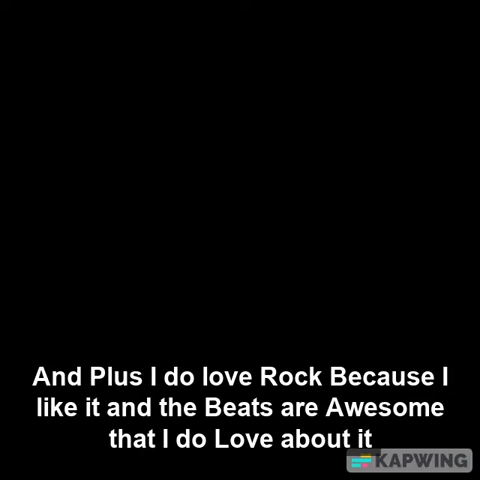 And Plus I do love Rock Because I
like it and the Beats are Awesome
that I do Love about it
KAPWING